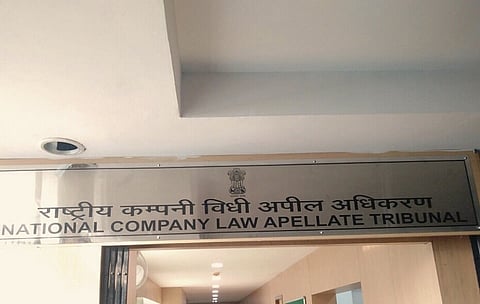 राष्ट्रीय कम्पनी विधी अपील अधिकरण
NATIONAL COMPANY LAW APELLATE TRIBUNAL